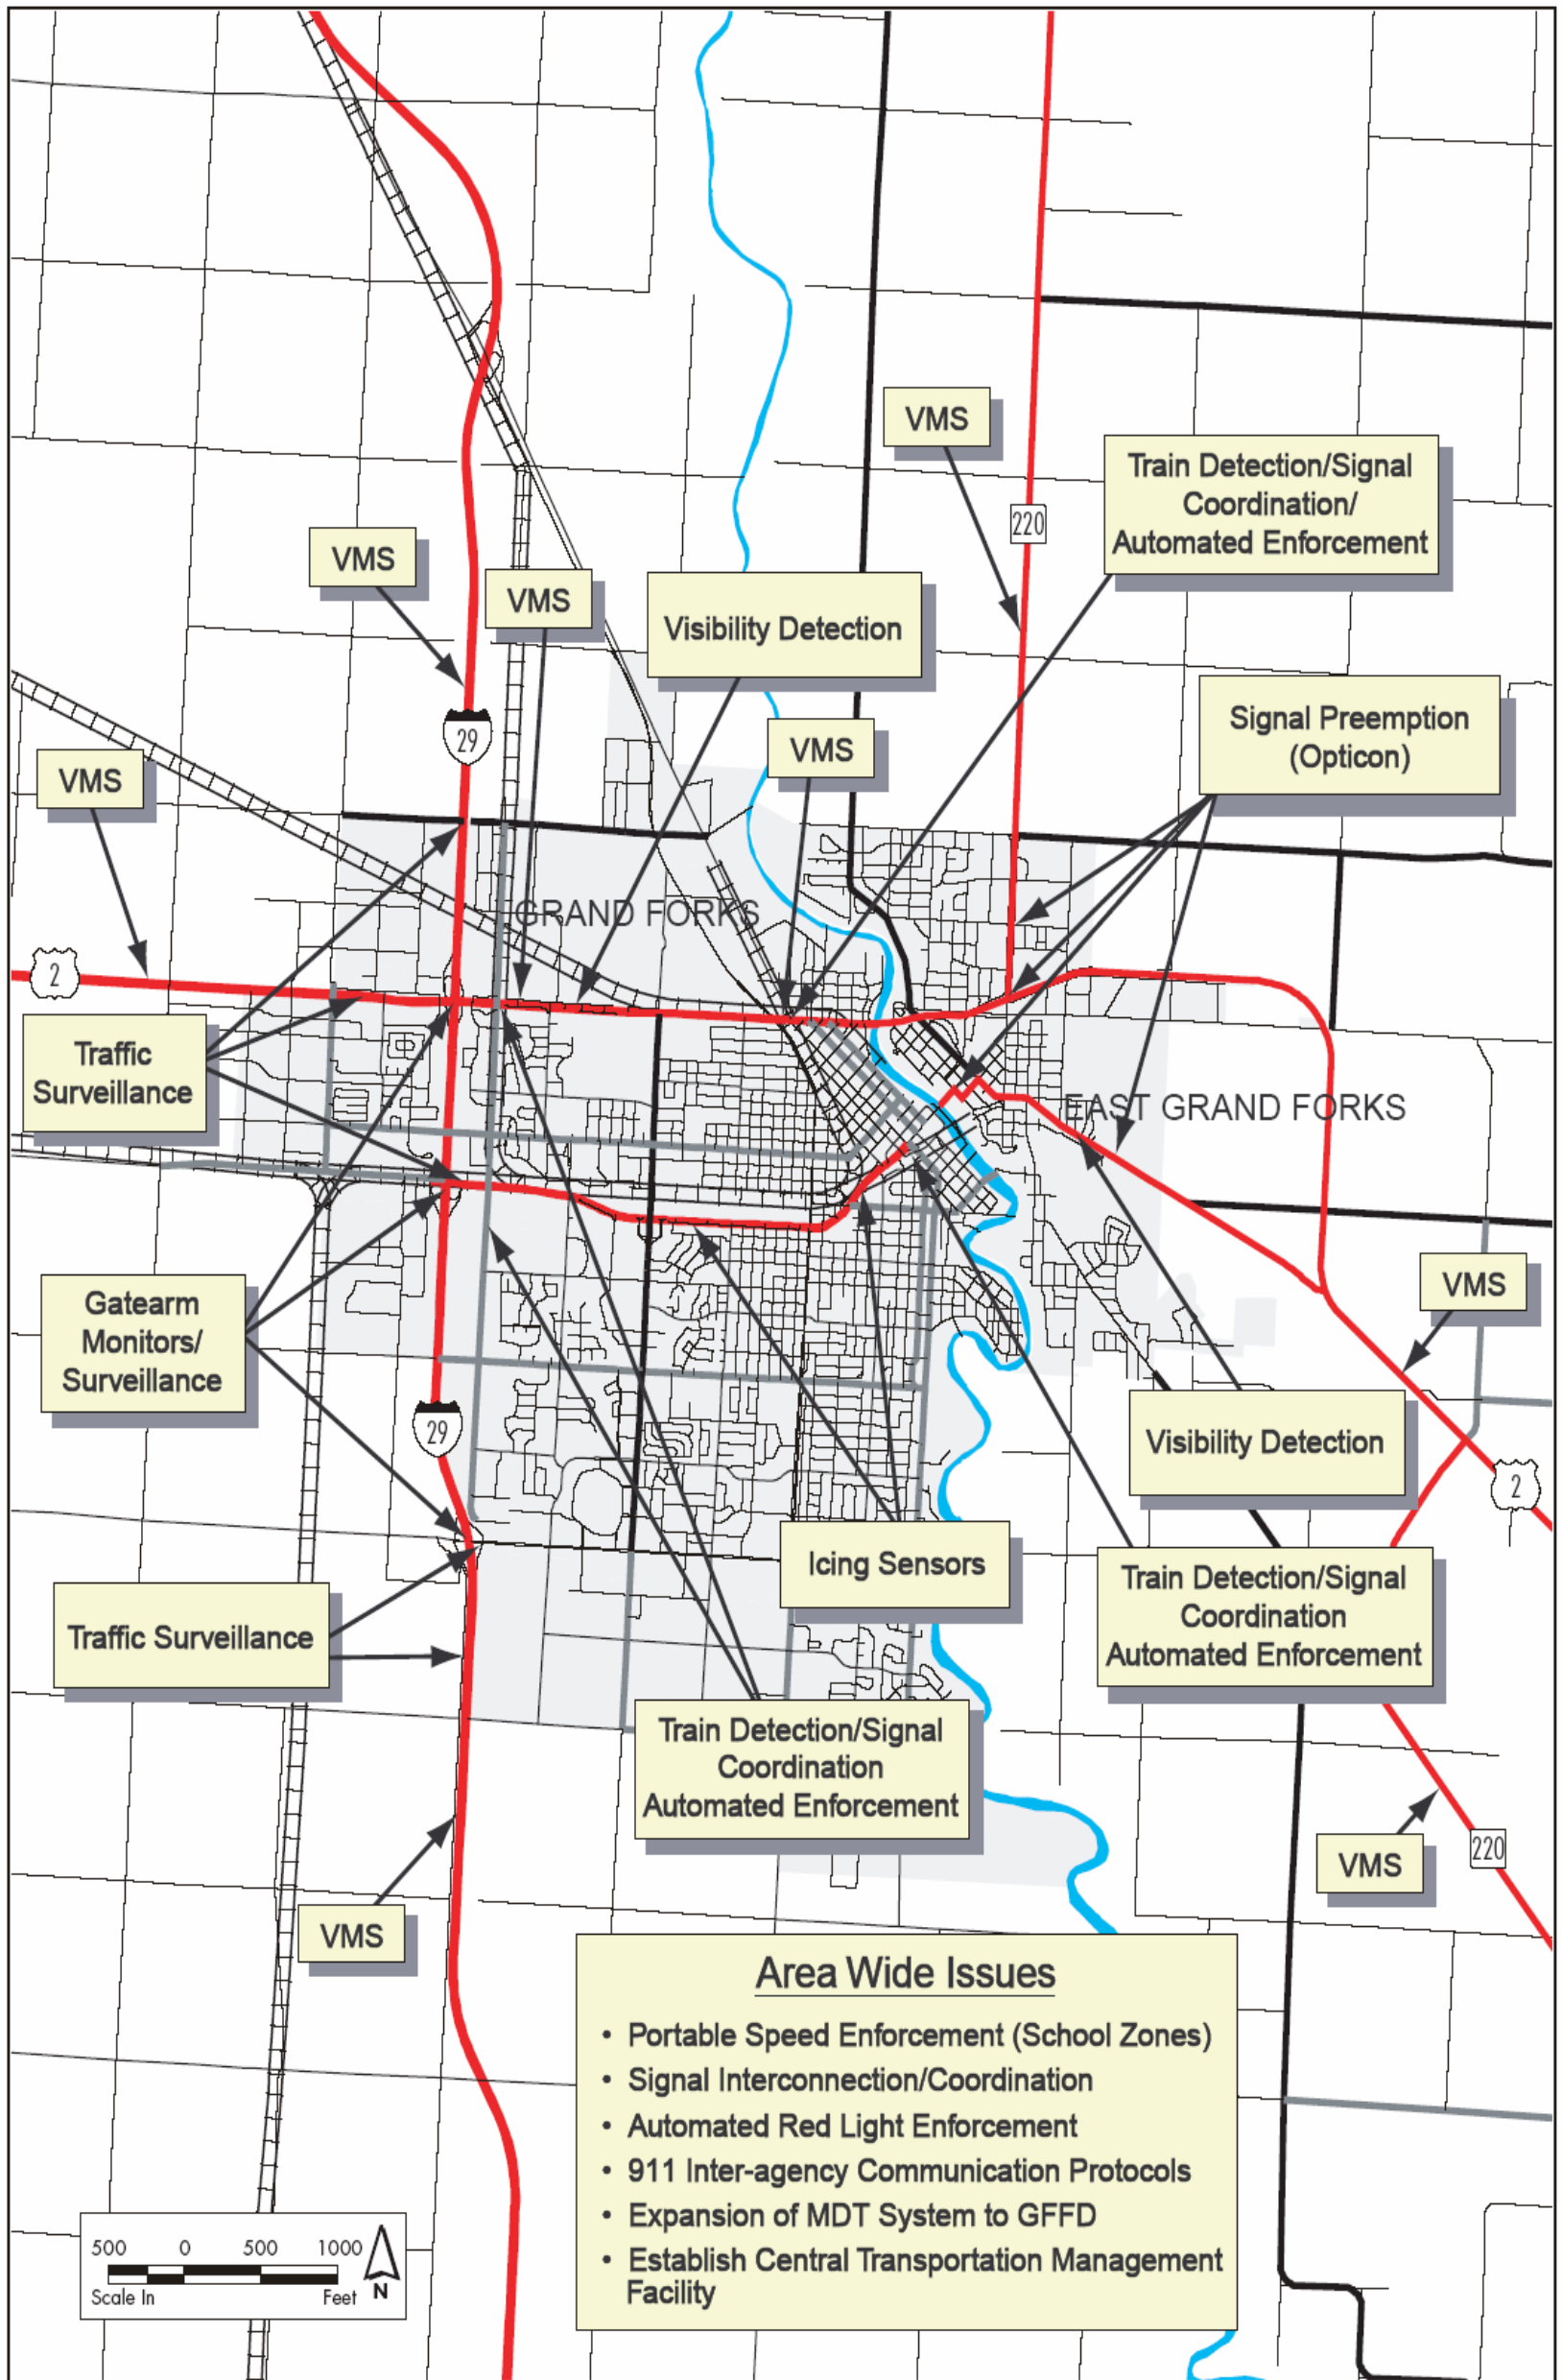 VMS
Train Detection/Signal
Coordination/
Automated Enforcement
220
VMS
VMS
Visibility Detection
Signal Preemption
(Opticon)
29
VMS
VMS
GRAND FORKS
2
Traffic
Surveillance
EAST GRAND FORKS
VMS
Gatearm
Monitors/
Surveillance
29
Visibility Detection
2
Icing Sensors
Train Detection/Signal
Coordination
Automated Enforcement
Traffic Surveillance
Train Detection/Signal
Coordination
Automated Enforcement
220
VMS
VMS
Area Wide Issues
• Portable Speed Enforcement (School Zones)
• Signal Interconnection/Coordination
• Automated Red Light Enforcement
• 911 Inter-agency Communication Protocols
• Expansion of MDT System to GFFD
• Establish Central Transportation Management
Facility
500 0 500 1000
Scale In Feet N